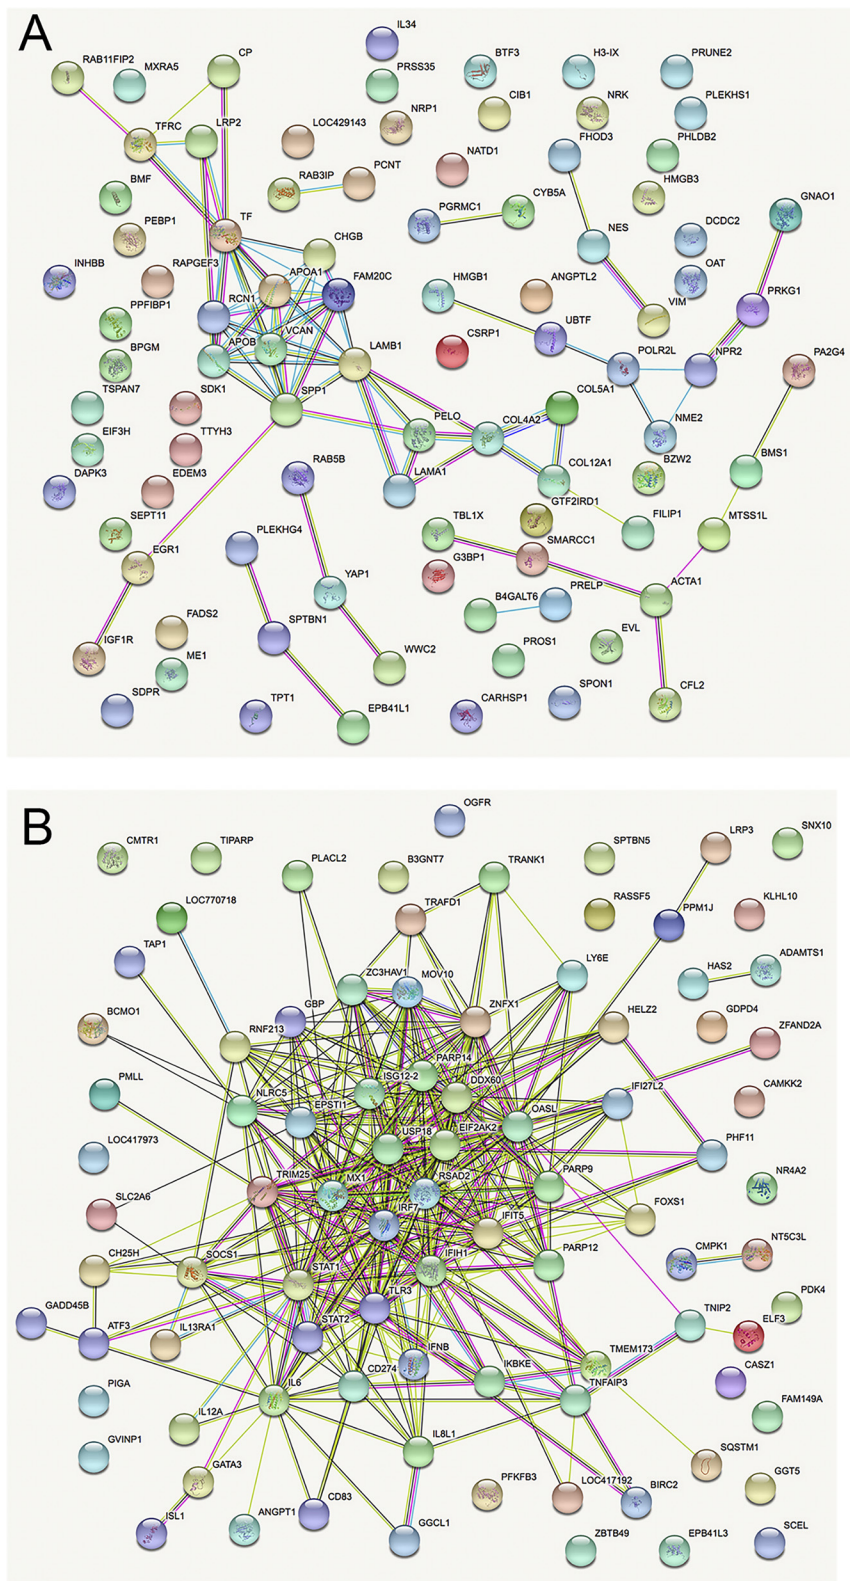 A
IL34
RAB11FIP2
CP
MXRA5
PRSS35
BTF3
H3-IX
PRUNE2
CIB1
NRK
PLEKHS1
TFRC
LRP2
LOC429143
NRP1
FHOD3
PHLDB2
NATD1
BMF
RAB3IP
PCNT
HMGB3
PEBP1
TF
PGRMC1
CYB5A
GNAO1
CHGB
NES
DCDC2
INHBB
RAPGEF3
APOA1
FAM20C
HMGB1
ANGPTL2
OAT
PPFIBP1
RCN1
VIM
PRKG1
BPGM
APOB
VCAN
LAMB1
CSRP1
UBTF
POLR2L
NPR2
PA2G4
TSPAN7
SDK1
SPP1
COL5A1
EIF3H
TTYH3
PELO
COL4A2
NME2
DAPK3
EDEM3
RAB5B
LAMA1
COL12A1
BZW2
BMS1
SEPT11
GTF2IRD1
FILIP1
MTSS1L
EGR1
PLEKHG4
TBL1X
SMARCC1
YAP1
G3BP1
ACTA1
IGF1R
FADS2
SPTBN1
B4GALT6
PRELP
ME1
WWC2
PROS1
EVL
SDPR
TPT1
EPB41L1
CARHSP1
SPON1
CFL2
B
OGFR
CMTR1
TIPARP
PLACL2
B3GNT7
TRANK1
SPTBN5
LRP3
SNX10
LOC770718
TRAFD1
RASSF5
PPM1J
KLHL10
TAP1
ZC3HAV1
MOV10
LY6E
HAS2
ADAMTS1
BCMO1
GBP
ZNFX1
HELZ2
GDPD4
RNF213
PARP14
ZFAND2A
PMLL
NLRC5
ISG12-2
DDX60
IFI27L2
CAMKK2
EPSTI1
OASL
LOC417973
USP18
EIF2AK2
PHF11
SLC2A6
TRIM25
MX1
RSAD2
PARP9
NR4A2
IRF7
IFIT5
FOXS1
CH25H
SOCS1
STAT1
IFIH1
PARP12
CMPK1
NT5C3L
GADD45B
TLR3
PDK4
ATF3
IL13RA1
STAT2
TNIP2
ELF3
IFNB
TMEM173
PIGA
IL6
CD274
IKBKE
TNFAIP3
CASZ1
IL12A
FAM149A
GVINP1
IL8L1
GATA3
SQSTM1
ISL1
ANGPT1
CD83
PFKFB3
LOC417192
BIRC2
GGT5
GGCL1
ZBTB49
EPB41L3
SCEL